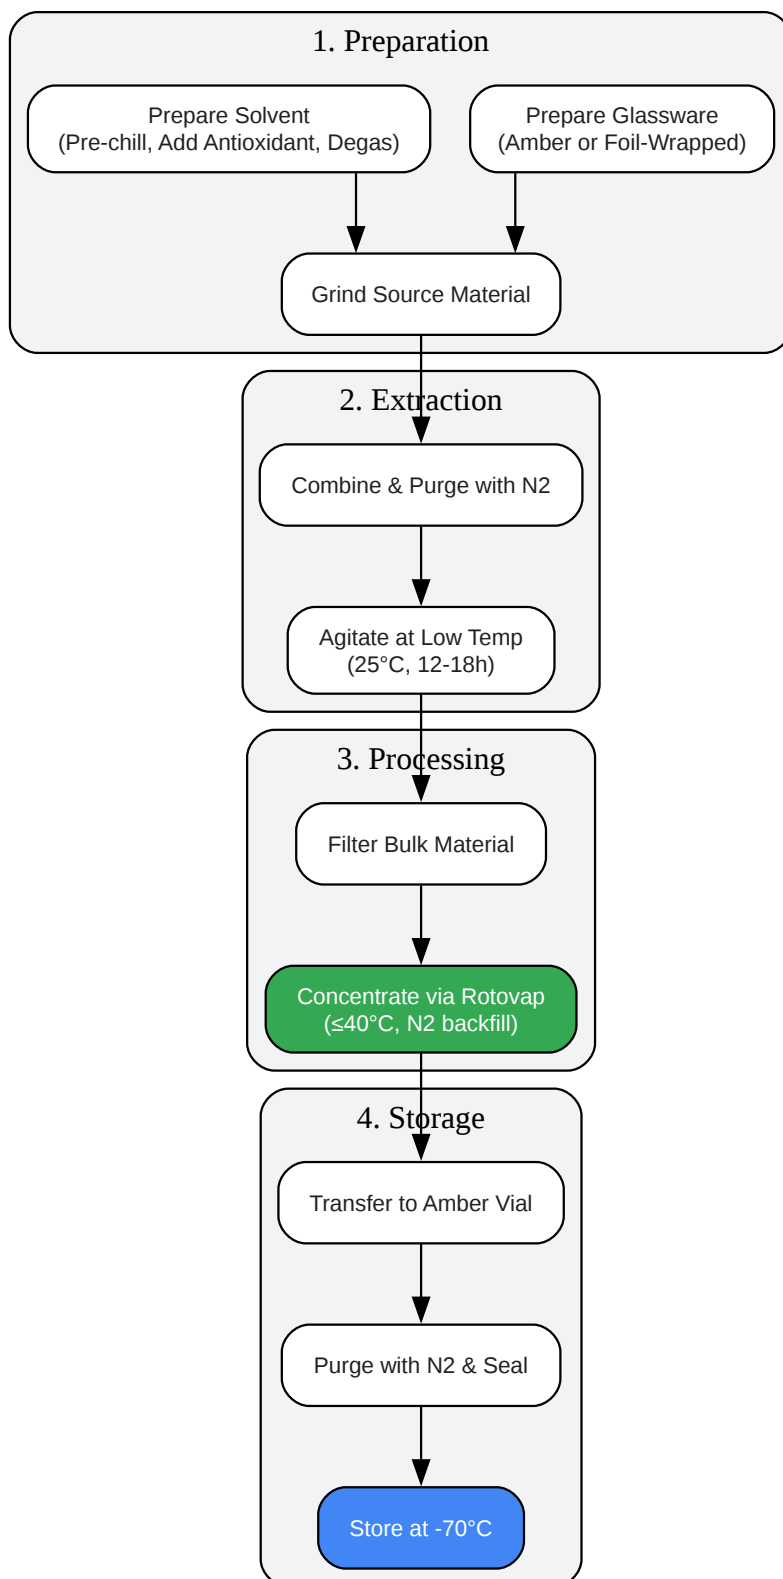 1. Preparation
Prepare Solvent
(Pre-chill, Add Antioxidant, Degas)
Prepare Glassware
(Amber or Foil-Wrapped)
Grind Source Material
2. Extraction
Combine & Purge with N2
Agitate at Low Temp
(25°C, 12-18h)
3. Processing
Filter Bulk Material
Concentrate via Rotovap
(≤40°C, N2 backfill)
4. Storage
Transfer to Amber Vial
Purge with N2 & Seal
Store at -70°C